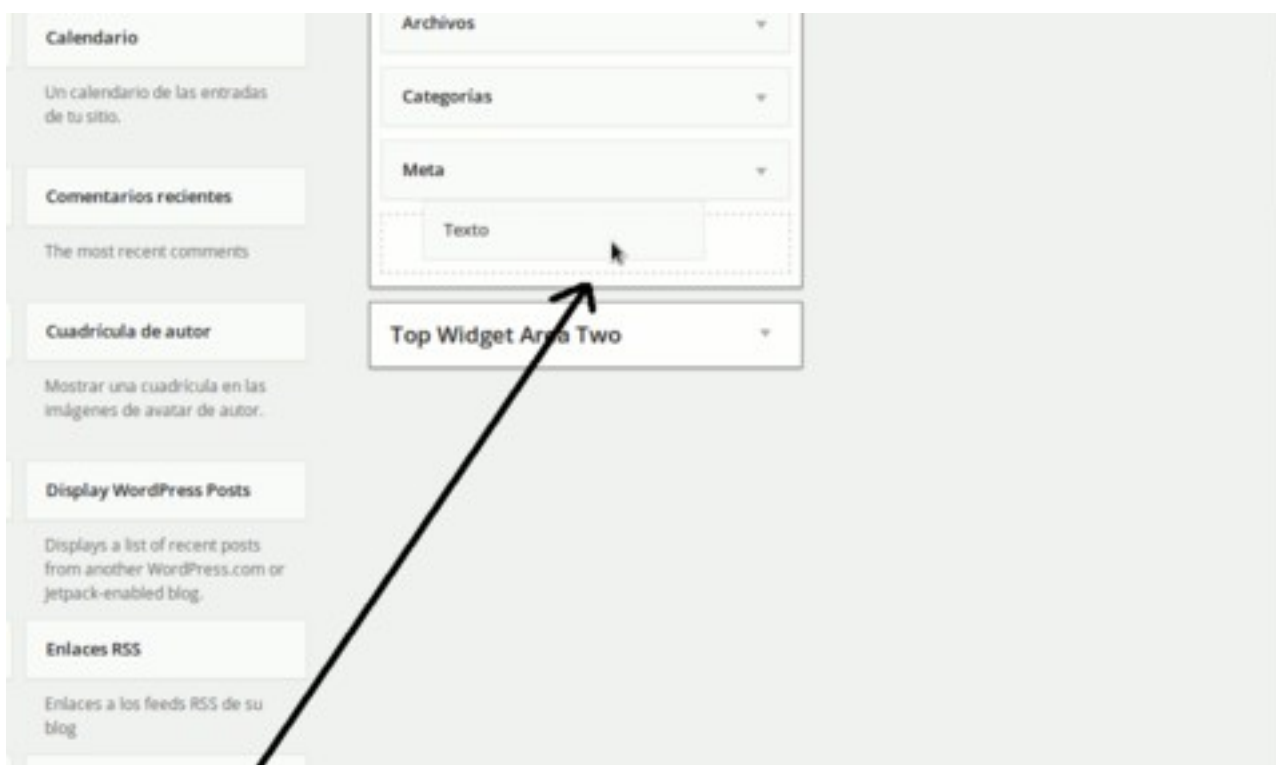 Calendario
Un calendario de las entradas
de tu sitio.
Comentarios recientes
The most recent comments
Cuadrícula de autor
Mostrar una cuadrícula en las
imágenes de avatar de autor.
Display WordPress Posts
Displays a list of recent posts
from another WordPress.com or
Jetpack-enabled blog.
Enlaces RSS
Enlaces a los feeds RSS de su
blog
Archivos
Categorías
Meta
Texto
Top Widget Area Two